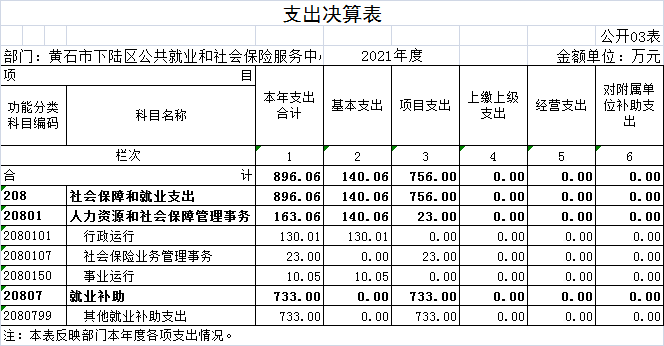 支出决算表
公开03表
部门：黄石市下陆区公共就业和社会保险服务中 2021年度 金额单位：万元
项 目 本年支出合计 基本支出 项目支出 上缴上级支出 经营支出 对附属单位补助支出
功能分类科目编码 科目名称
栏次 1 2 3 4 5 6
合 计 896.06 140.06 756.00 0.00 0.00 0.00
208 社会保障和就业支出 896.06 140.06 756.00 0.00 0.00 0.00
20801 人力资源和社会保障管理事务 163.06 140.06 23.00 0.00 0.00 0.00
2080101 行政运行 130.01 130.01 0.00 0.00 0.00 0.00
2080107 社会保险业务管理事务 23.00 0.00 23.00 0.00 0.00 0.00
2080150 事业运行 10.05 10.05 0.00 0.00 0.00 0.00
20807 就业补助 733.00 0.00 733.00 0.00 0.00 0.00
2080799 其他就业补助支出 733.00 0.00 733.00 0.00 0.00 0.00
注：本表反映部门本年度各项支出情况。